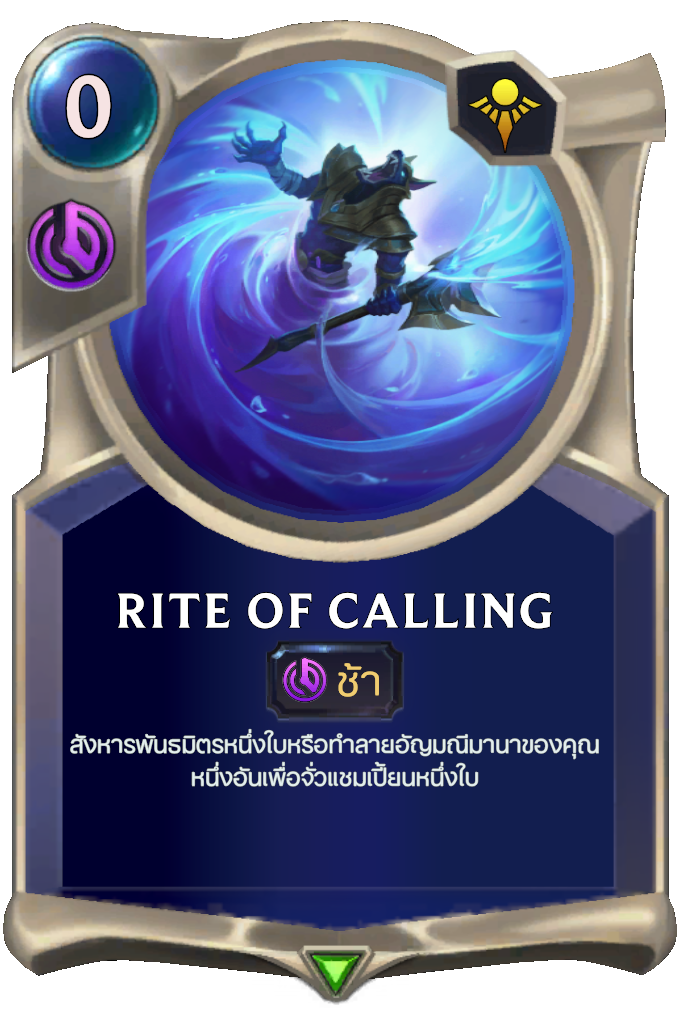 0
RITE OF CALLING
ช้า
สังหารพันธมิตรหนึ่งใบหรือทำลายอัญมณีมานาของคุณ
หนึ่งอันเพื่อจั่วแชมเปี้ยนหนึ่งใบ